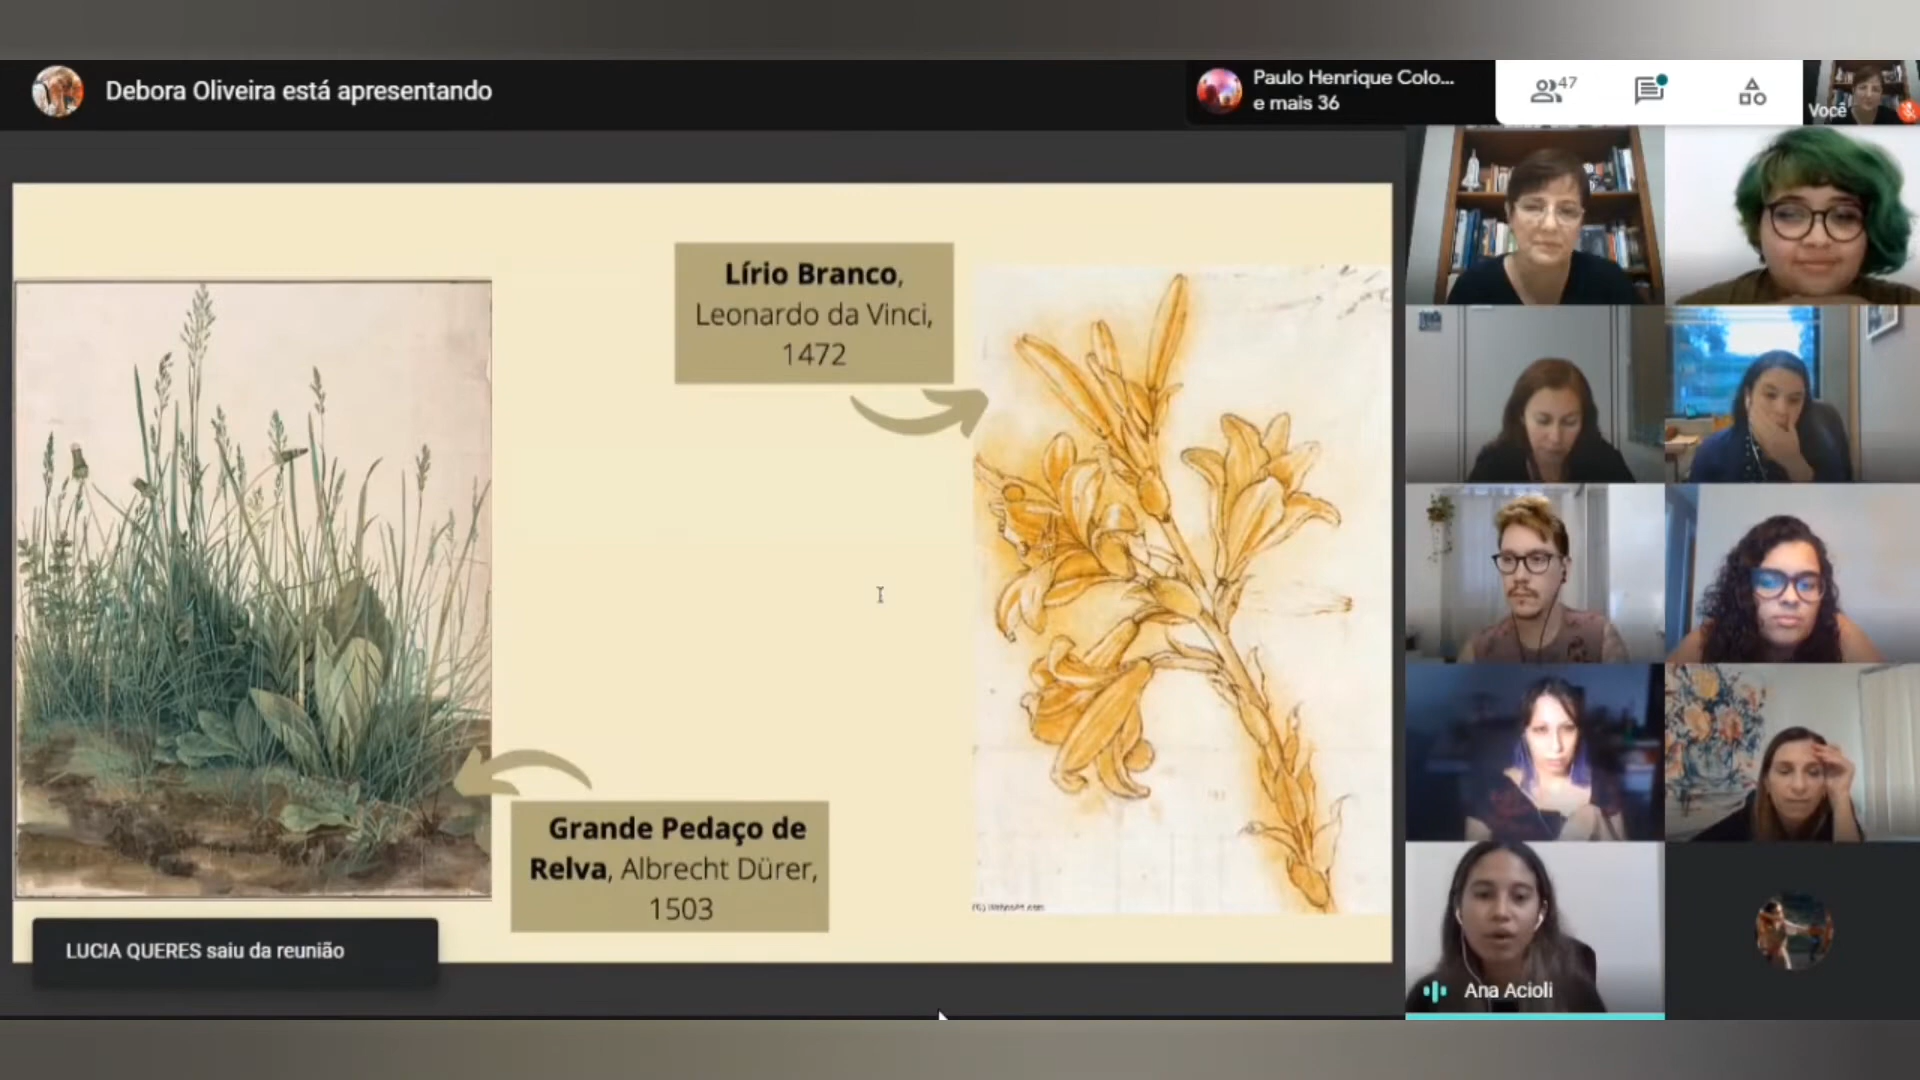 Debora Oliveira está apresentando
Paulo Henrique Colo...
e mais 36
47
Você
Lírio Branco,
Leonardo da Vinci,
1472
Grande Pedaço de
Relva, Albrecht Dürer,
1503
LUCIA QUERES saiu da reunião
Ana Acioli